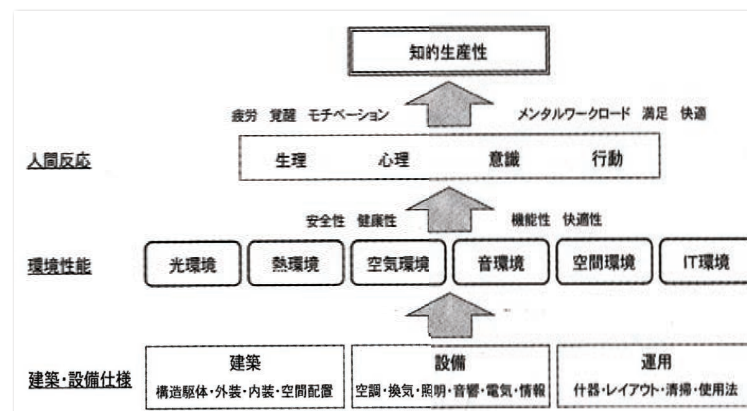 知的生産性
疲労 覚醒 モチベーション
メンタルワークロード 満足 快適
人間反応
生理 心理 意識 行動
安全性 健康性
機能性 快適性
環境性能
光環境 熱環境 空気環境 音環境 空間環境 IT環境
建築・設備仕様
建築
構造駆体・外装・内装・空間配置
設備
空調・換気・照明・音響・電気・情報
運用
什器・レイアウト・清掃・使用法